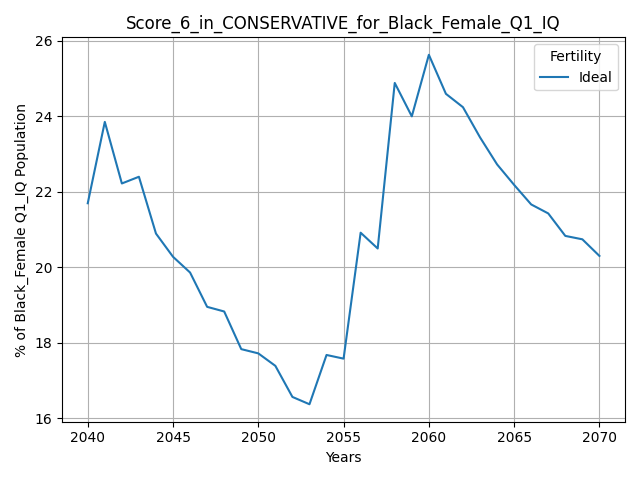 Score_6_in_CONSERVATIVE_for_Black_Female_Q1_IQ
Fertility
Ideal
% of Black_Female Q1_IQ Population
26
24
22
20
18
16
2040 2045 2050 2055 2060 2065 2070
Years